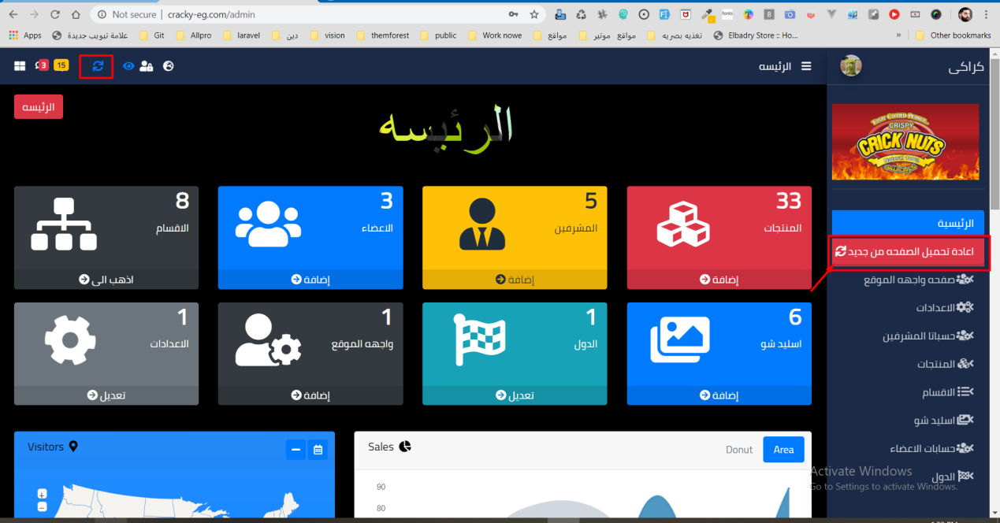 Not secure | cracky-eg.com/admin
Apps
علامة تبويب جديدة
Git
Allpro
laravel
دين
vision
themforest
public
Work nowe
مواقع
مواقع موتير
تغذيه بصريه
Elbadry Store :: Ho...
»
Other bookmarks
3
15
الرئيسه
كراكى
الرئيسه
الرئيسه
CRISPY
CRICK NUTS
8
الاقسام
اذهب الى
3
الاعضاء
إضافة
5
المشرفين
إضافة
33
المنتجات
إضافة
1
الاعدادات
تعديل
1
واجهه الموقع
إضافة
1
الدول
تعديل
6
اسليد شو
إضافة
الرئيسية
اعادة تحميل الصفحه من جديد
صفحه واجهه الموقع
الاعدادات
حسباتا المشرفين
المنتجات
الاقسام
اسليد شو
حسابات الاعضاء
الدول
Visitors
+
−
Sales
Donut
Area
90
80
Activate Windows
Go to Settings to activate Windows.